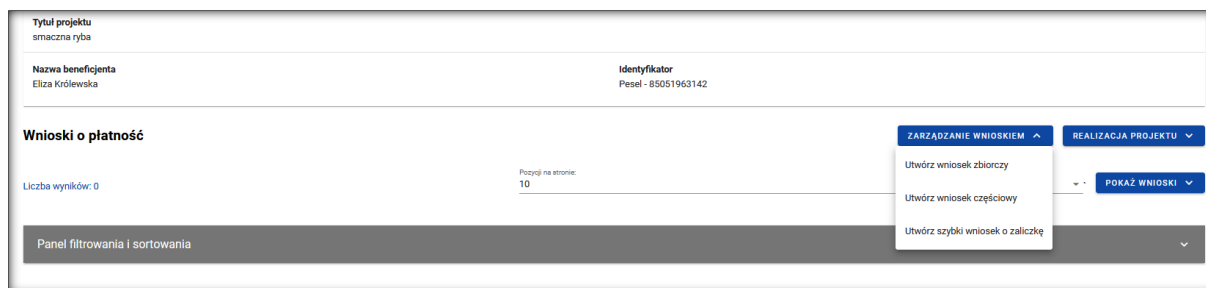 Tytuł projektu
smaczna ryba
Nazwa beneficjenta
Identyfikator
Eliza Królewska
Pesel - 85051963142
Wnioski o płatność
ZARZĄDZANIE WNIOSKIEM
REALIZACJA PROJEKTU
Utwórz wniosek zbiorczy
Liczba wyników: 0
Pozycji na stronie:
10
POKAŻ WNIOSKI
Utwórz wniosek częściowy
Utwórz szybki wniosek o zaliczkę
Panel filtrowania i sortowania